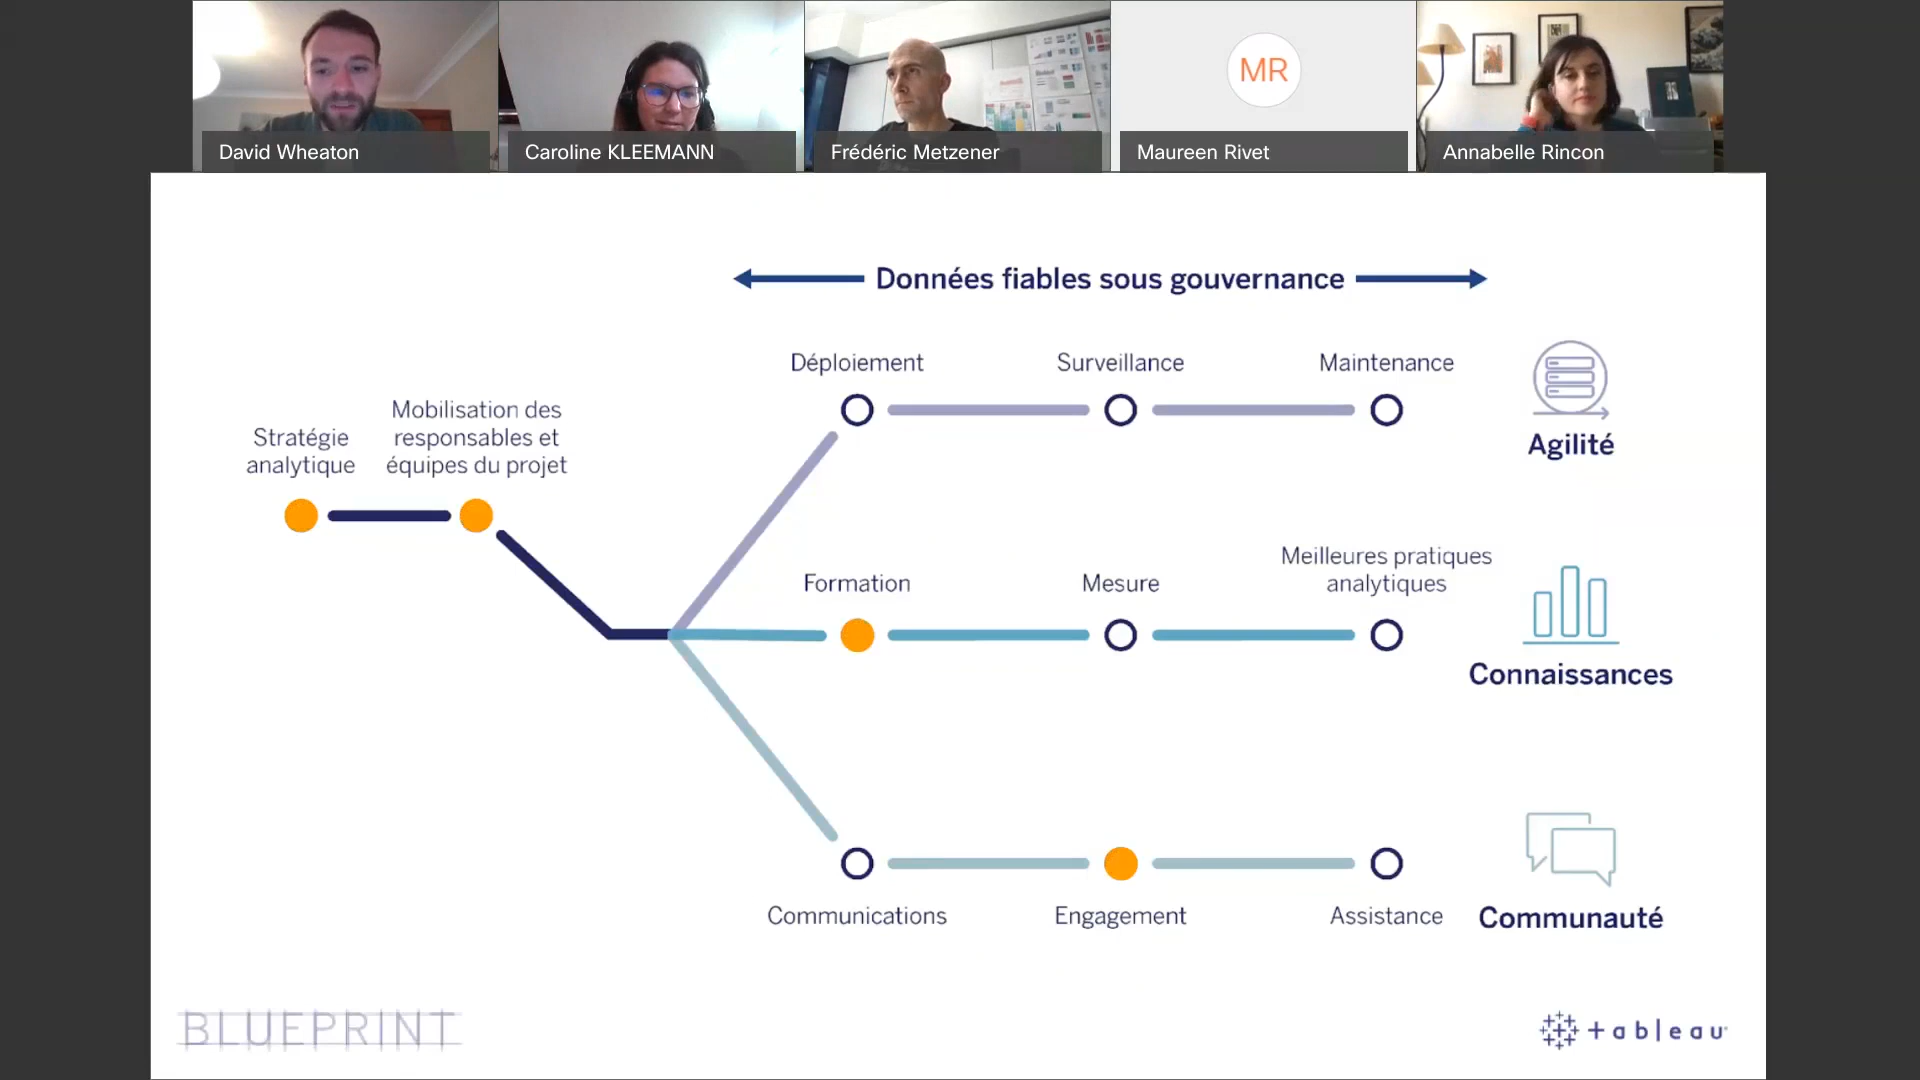 David Wheaton
Caroline KLEEMANN
Frédéric Metzener
MR
Maureen Rivet
Annabelle Rincon
Données fiables sous gouvernance
Déploiement
Surveillance
Maintenance
Agilité
Stratégie
analytique
Mobilisation des
responsables et
équipes du projet
Formation
Mesure
Meilleures pratiques
analytiques
Connaissances
Communications
Engagement
Assistance
Communauté
BLUEPRINT
+ableau